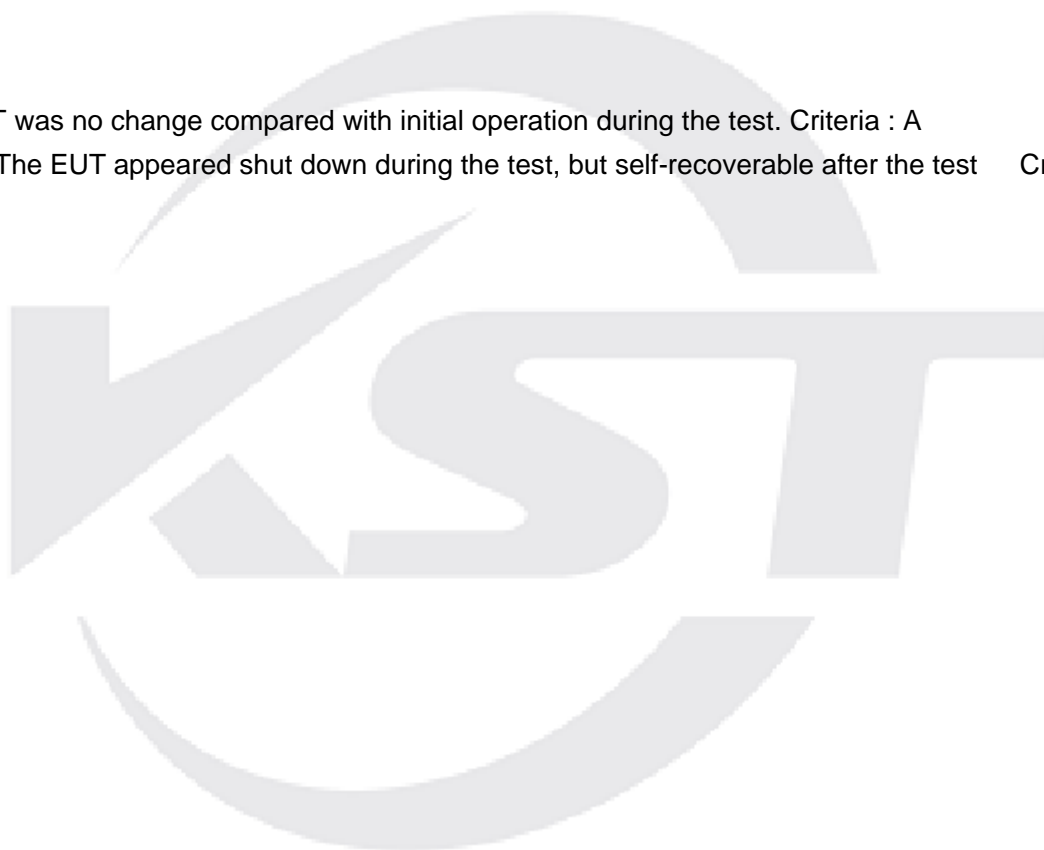 was no change compared with initial operation during the test. Criteria : A
The EUT appeared shut down during the test, but self-recoverable after the test
KST